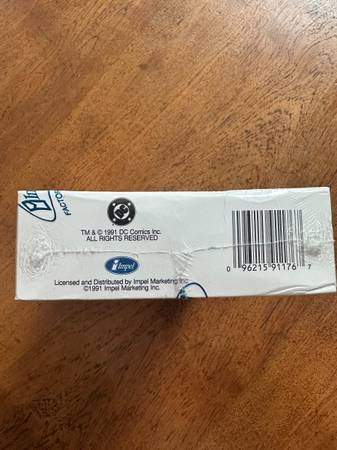 FACTO
TM & © 1991 DC Comics Inc.
ALL RIGHTS RESERVED
impel
Licensed and Distributed by Impel Marketing Inc.
©1991 Impel Marketing Inc.
0 96215 91176 7